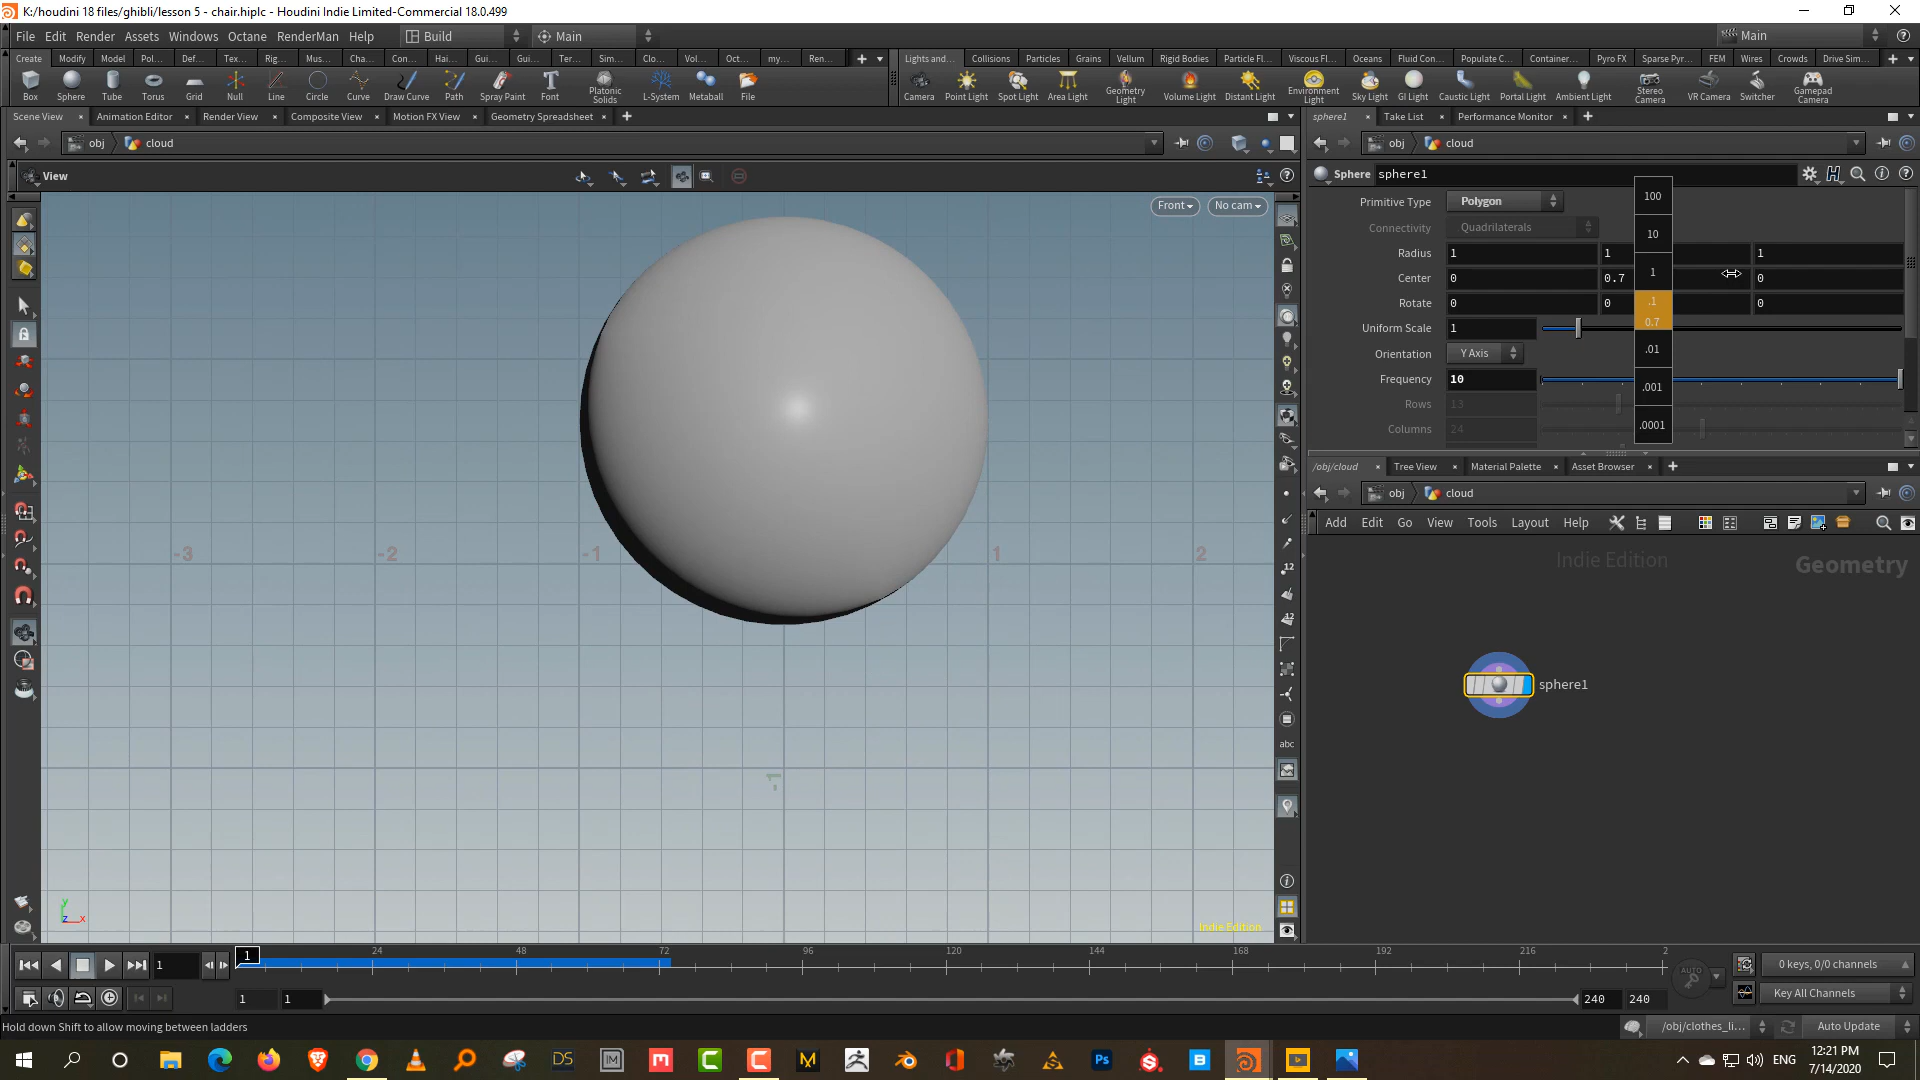 K:/houdini 18 files/ghibli/lesson 5 - chair.hiplc - Houdini Indie Limited-Commercial 18.0.499
File Edit Render Assets Windows Octane RenderMan Help Build Main Main
Create Modify Model Pol... Def... Tex... Rig... Mus... Cha... Con... Hai... Gui... Gui... Ter... Sim... Clo... Vol... Oct... my... Ren...
Lights and... Collisions Particles Grains Vellum Rigid Bodies Particle Fl... Viscous Fl... Oceans Fluid Con... Populate C... Container... Pyro FX Sparse Pyr... FEM Wires Crowds Drive Sim...
Box Sphere Tube Torus Grid Null Line Circle Curve Draw Curve Path Spray Paint Font Platonic Solids L-System Metaball File
Camera Point Light Spot Light Area Light Geometry Light Volume Light Distant Light Environment Light Sky Light GI Light Caustic Light Portal Light Ambient Light Stereo Camera VR Camera Switcher Gamepad Camera
Scene View Animation Editor Render View Composite View Motion FX View Geometry Spreadsheet
sphere1 Take List Performance Monitor
obj cloud
obj cloud
View
Sphere sphere1
Front No cam
Primitive Type Polygon
Connectivity Quadrilaterals
Radius 1 1 1
Center 0 0.7 0
Rotate 0 0 0
Uniform Scale 1
Orientation Y Axis
Frequency 10
Rows 13
Columns 24
100
10
1
.1
0.7
.01
.001
.0001
-3 -2 -1 1 2
-1
/obj/cloud Tree View Material Palette Asset Browser
obj cloud
Add Edit Go View Tools Layout Help
Indie Edition Geometry
sphere1
12
12
abc
y
z x
Indie Edition
1 1 24 48 72 96 120 144 168 192 216 2
AUTO
0 keys, 0/0 channels
1 1 240 240
Key All Channels
Hold down Shift to allow moving between ladders
/obj/clothes_li... Auto Update
DS IM Ps B
ENG 12:21 PM
7/14/2020